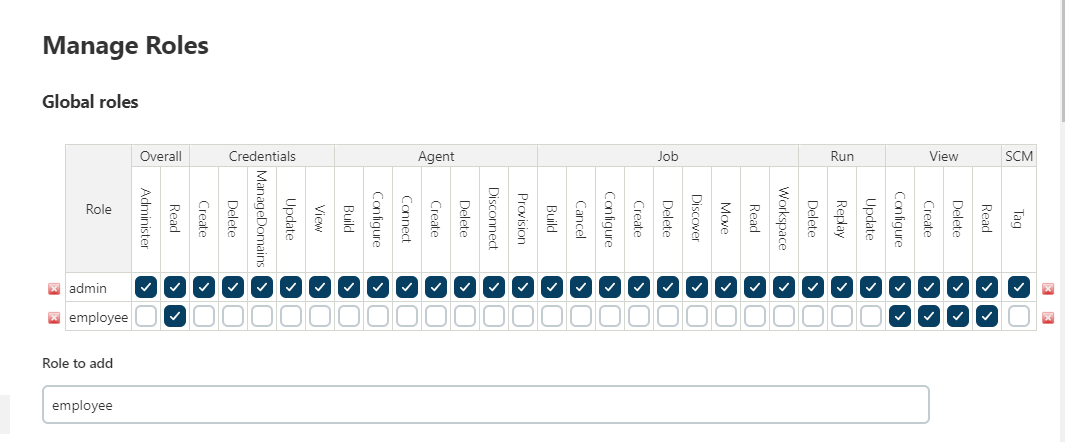 Manage Roles
Global roles
Role Overall Credentials Agent Job Run View SCM
Administer Read Create Delete ManageDomains Update View Build Configure Connect Create Delete Disconnect Provision Build Cancel Configure Create Delete Discover Move Read Workspace Delete Replay Update Configure Create Delete Read Tag
admin
employee
Role to add
employee